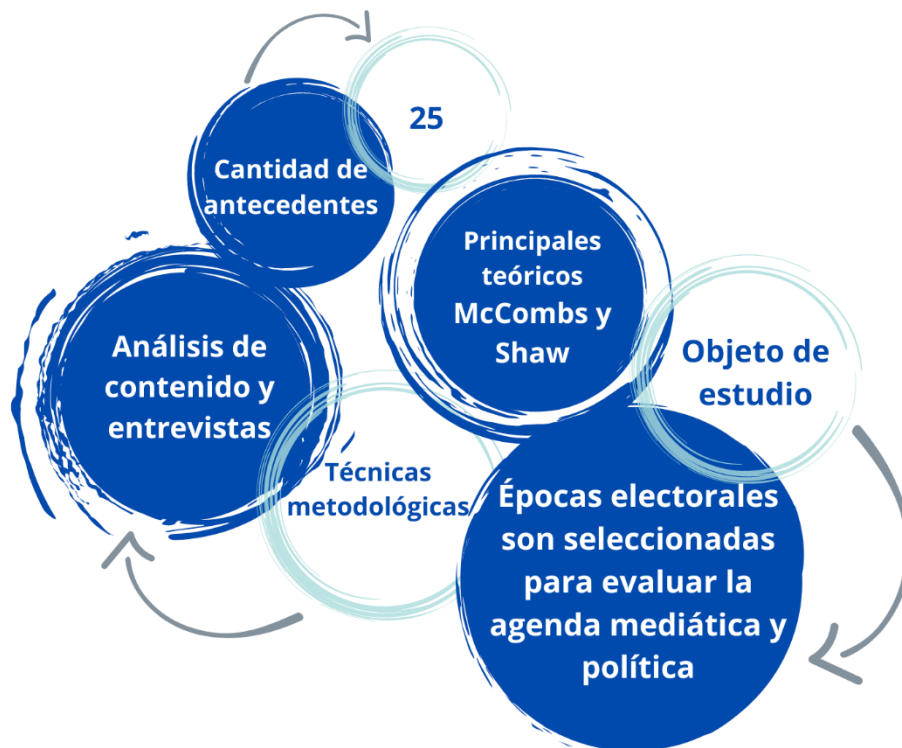 25
Cantidad de
antecedentes
Principales
teóricos
McCombs y
Shaw
Objeto de
estudio
Análisis de
contenido y
entrevistas
Técnicas
metodológicas
Épocas electorales
son seleccionadas
para evaluar la
agenda mediática y
política